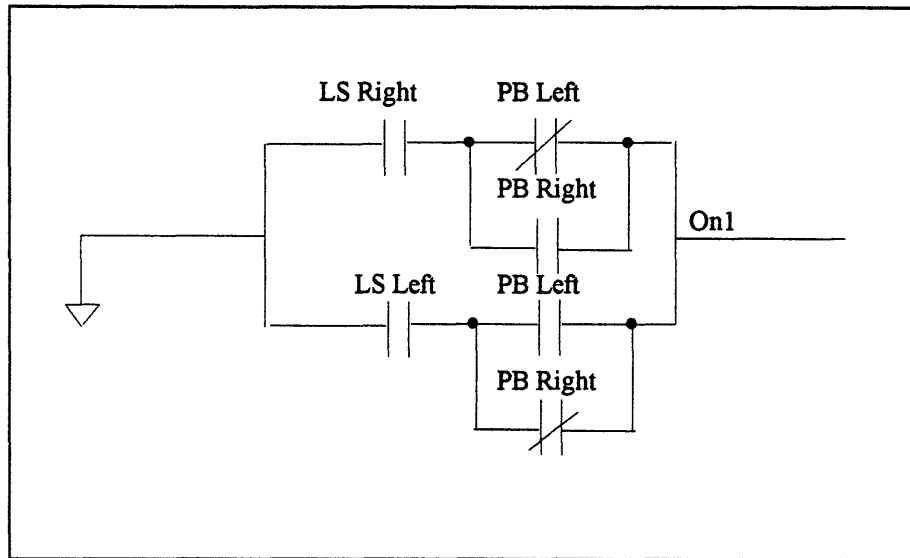 LS Right
PB Left
PB Right
On1
LS Left
PB Left
PB Right